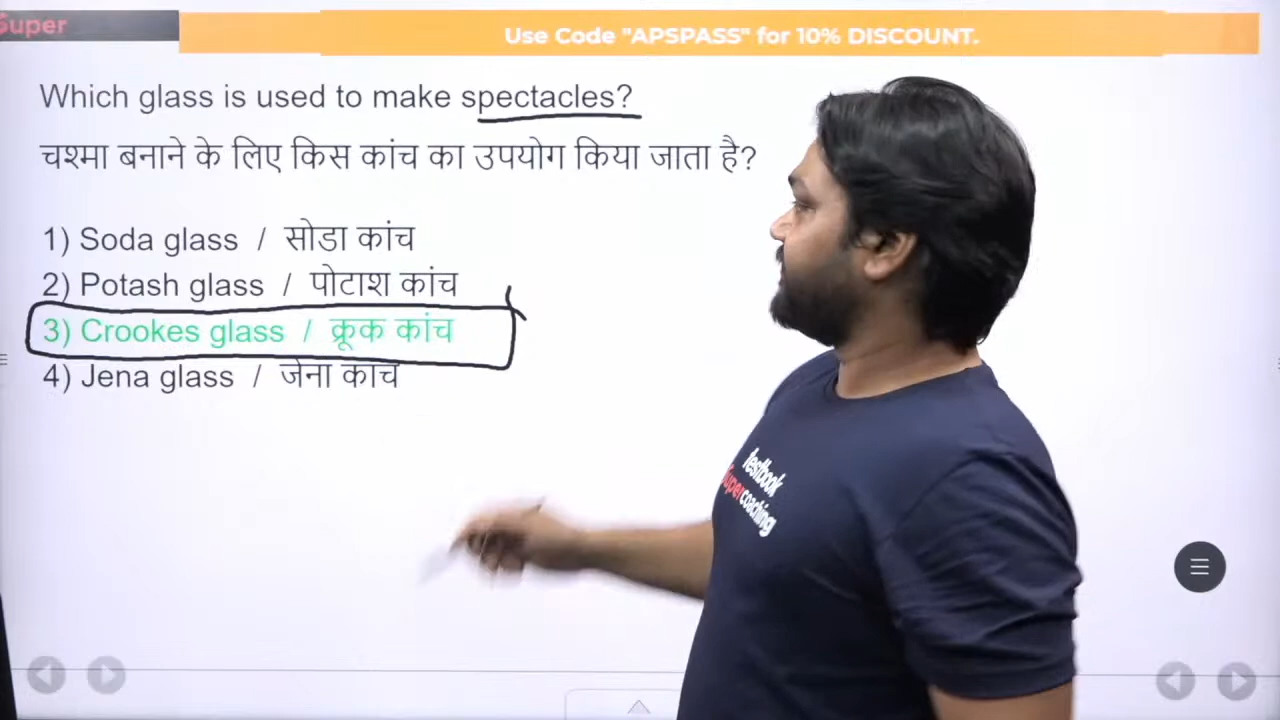 Super
Use Code "APSPASS" for 10% DISCOUNT.
Which glass is used to make spectacles?
चश्मा बनाने के लिए किस कांच का उपयोग किया जाता है?
1) Soda glass / सोडा कांच
2) Potash glass / पोटाश कांच
3) Crookes glass / क्रूक कांच
4) Jena glass / जेना कांच
testbook
Supercoaching